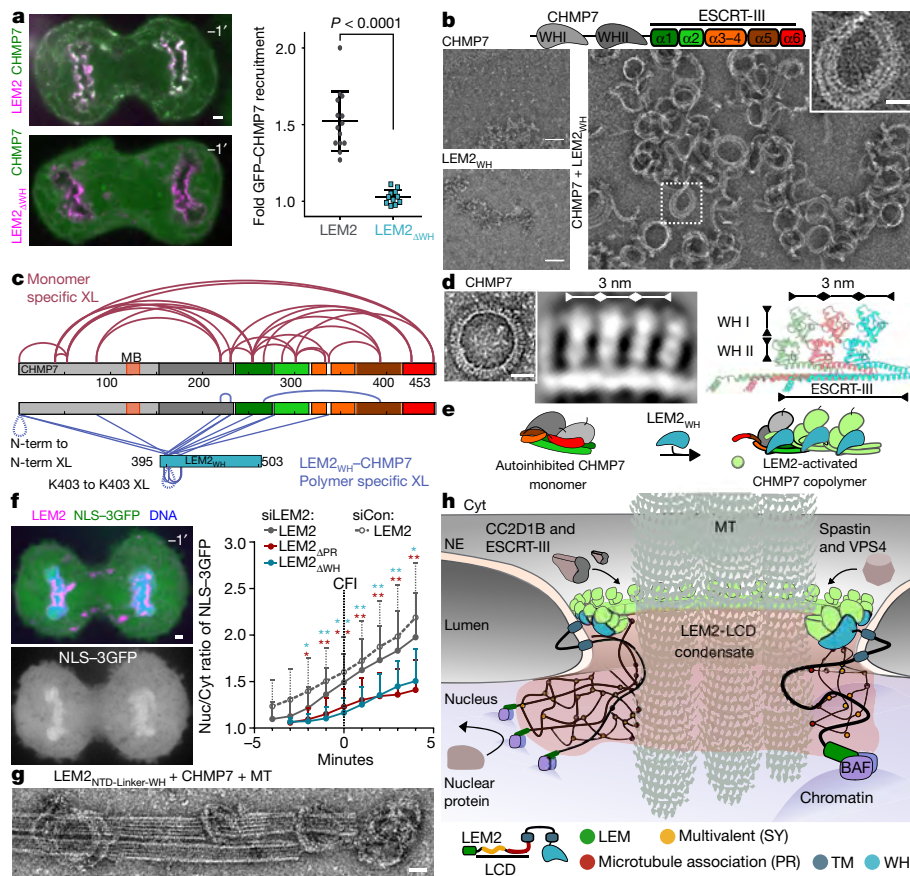 a
LEM2 CHMP7
−1′
LEM2ΔWH CHMP7
−1′
P < 0.0001
Fold GFP–CHMP7 recruitment
2.0
1.5
1.0
LEM2
LEM2ΔWH
b
CHMP7
WHI
WHII
ESCRT-III
α1
α2
α3–4
α5
α6
CHMP7
LEM2WH
CHMP7 + LEM2WH
c
Monomer
specific XL
MB
CHMP7
100
200
300
400
453
N-term to
N-term XL
395
LEM2WH
503
K403 to K403 XL
LEM2WH–CHMP7
Polymer specific XL
d
CHMP7
3 nm
3 nm
WH I
WH II
ESCRT-III
e
LEM2WH
Autoinhibited CHMP7
monomer
LEM2-activated
CHMP7 copolymer
f
LEM2 NLS–3GFP DNA
−1′
NLS–3GFP
siLEM2:
LEM2
LEM2ΔPR
LEM2ΔWH
siCon:
LEM2
CFI
Nuc/Cyt ratio of NLS-3GFP
3.0
2.5
2.0
1.5
1.0
−5
0
5
Minutes
* ** ** ** ** ** *
* ** ** ** ** ** **
g
LEM2NTD-Linker-WH + CHMP7 + MT
h
Cyt
NE
CC2D1B and
ESCRT-III
MT
Spastin
and VPS4
Lumen
LEM2-LCD
condensate
Nucleus
Nuclear
protein
BAF
Chromatin
LEM2
LCD
LEM
Multivalent (SY)
Microtubule association (PR)
TM
WH